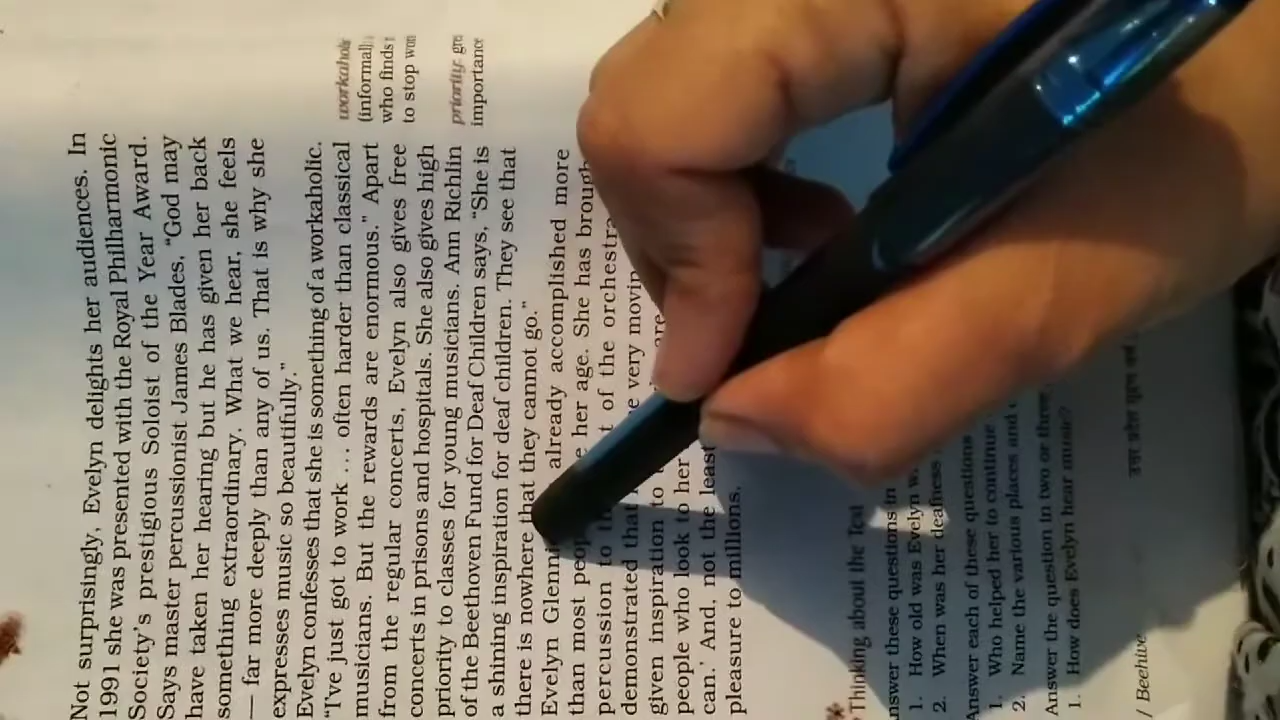 Not surprisingly, Evelyn delights her audiences. In
1991 she was presented with the Royal Philharmonic
Society's prestigious Soloist of the Year Award.
Says master percussionist James Blades, “God may
have taken her hearing but he has given her back
something extraordinary. What we hear, she feels
— far more deeply than any of us. That is why she
expresses music so beautifully.”
Evelyn confesses that she is something of a workaholic.
“I've just got to work ... often harder than classical
musicians. But the rewards are enormous.” Apart
from the regular concerts, Evelyn also gives free
concerts in prisons and hospitals. She also gives high
priority to classes for young musicians. Ann Richlin
of the Beethoven Fund for Deaf Children says, “She is
a shining inspiration for deaf children. They see that
there is nowhere that they cannot go.”
Evelyn already accomplished more
than most her age. She has
percussion to of the
demonstrated that very
given inspiration to
people who look to her
can.' And, not the least
pleasure to millions.
workaholic
(informal)
who finds
to stop
priority:
importance
Thinking about the Text
these questions in
1. How old was Evelyn
2. When was her deafness
Answer each of these questions
1. Who helped her to continue
2. Name the various places and
Answer the question in two or three
1. How does Evelyn hear music?
/ Beehive